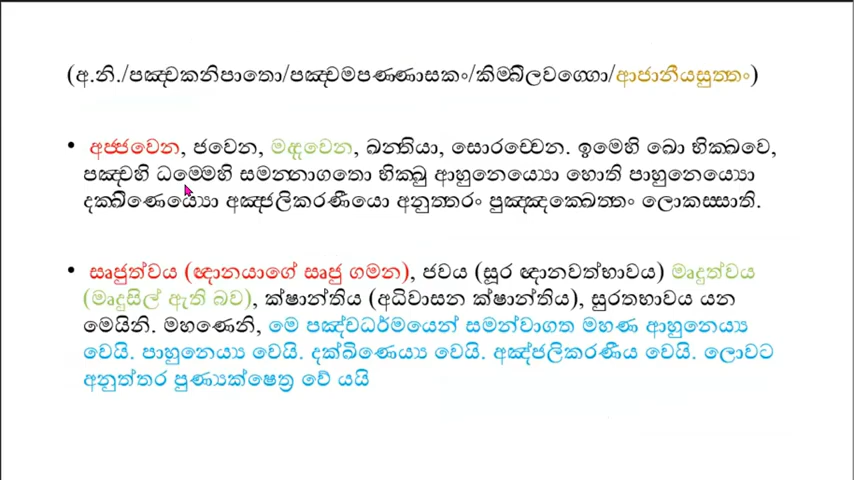 (අ.නි./පඤ්චකනිපාතො/පඤ්චමපණ්ණාසකං/කිම්බිලවග්ගො/ආජානීයසුත්තං)
• අජ්ජවෙන, ජවෙන, මද්දවෙන, ඛන්තියා, සොරච්චෙන. ඉමෙහි ඛො භික්ඛවෙ,
පඤ්චහි ධම්මෙහි සමන්නාගතො භික්ඛු ආහුනෙය්‍යො හොති පාහුනෙය්‍යො
දක්ඛිණෙය්‍යො අඤ්ජලිකරණීයො අනුත්තරං පුඤ්ඤක්ඛෙත්තං ලොකස්සාති.
• සෘජුත්වය (ඥානයාගේ සෘජු ගමන), ජවය (සූර ඥානවත්භාවය) මෘදුත්වය
(මෘදුසිල් ඇති බව), ක්ෂාන්තිය (අධිවාසන ක්ෂාන්තිය), සුරතභාවය යන
මෙයිනි. මහණෙනි, මේ පඤ්චධර්මයෙන් සමන්වාගත මහණ ආහුනෙය්‍ය
වෙයි. පාහුනෙය්‍ය වෙයි. දක්ඛිණෙය්‍ය වෙයි. අඤ්ජලිකරණීය වෙයි. ලොවට
අනුත්තර පුණ්‍යක්ෂෙත්‍ර වේ යයි